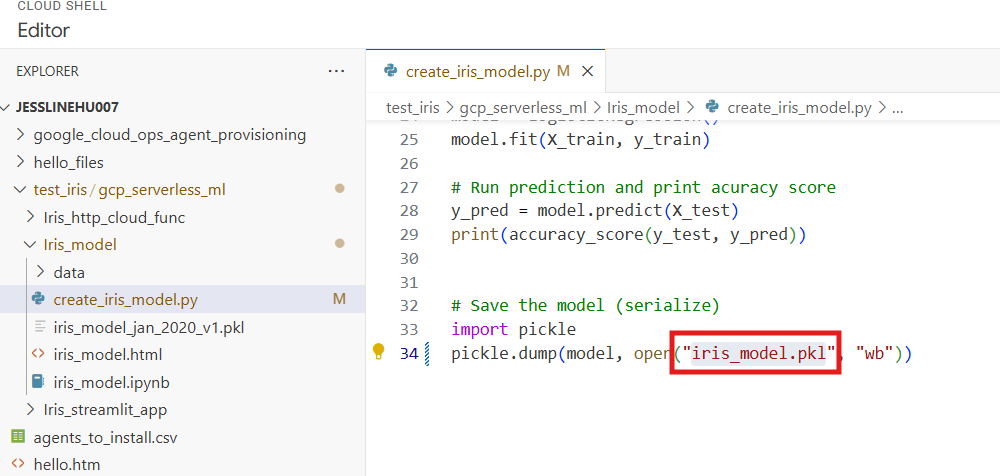 CLOUD SHELL
Editor
EXPLORER
JESSLINEHU007
google_cloud_ops_agent_provisioning
hello_files
test_iris / gcp_serverless_ml
Iris_http_cloud_func
Iris_model
data
create_iris_model.py M
iris_model_jan_2020_v1.pkl
iris_model.html
iris_model.ipynb
Iris_streamlit_app
agents_to_install.csv
hello.htm
create_iris_model.py M
test_iris > gcp_serverless_ml > Iris_model > create_iris_model.py > ...
25 model.fit(X_train, y_train)
26
27 # Run prediction and print acuracy score
28 y_pred = model.predict(X_test)
29 print(accuracy_score(y_test, y_pred))
30
31
32 # Save the model (serialize)
33 import pickle
34 pickle.dump(model, open("iris_model.pkl", "wb"))